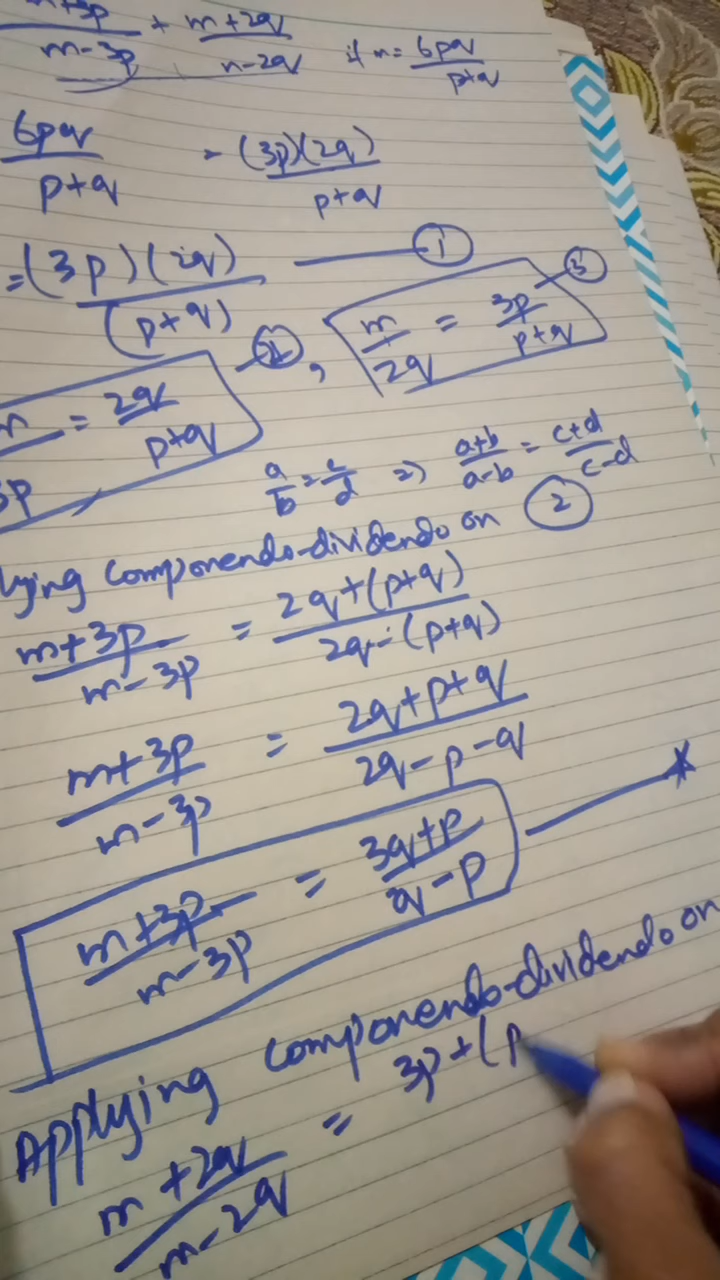 m+3p/m-3p + m+2q/n-2q if n = 6pq/p+q
6pq/p+q = (3p)(2q)/p+q
= (3p)(2q)/(p+q) ①
= 2q/p+q ②, m/2q = 3p/p+q ③
3p
a/b = c/d => a+b/a-b = c+d/c-d
lying componendo-dividendo on ②
m+3p/m-3p = 2q+(p+q)/2q-(p+q)
m+3p/m-3p = 2q+p+q/2q-p-q
m+3p/m-3p = 3q+p/q-p
Applying componendo-dividendo on
m+2q/m-2q = 3p+(p